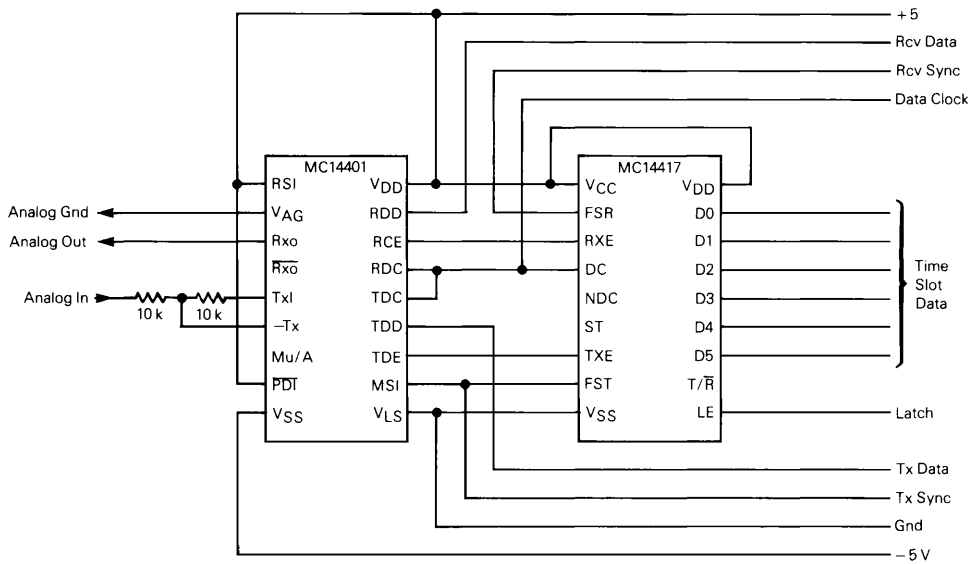 +5
Rcv Data
Rcv Sync
Data Clock
MC14401
RSI
VAG
Rxo
R̅x̅o̅
TxI
−Tx
Mu/A
P̅D̅I̅
VSS
VDD
RDD
RCE
RDC
TDC
TDD
TDE
MSI
VLS
MC14417
VCC
FSR
RXE
DC
NDC
ST
TXE
FST
VSS
VDD
D0
D1
D2
D3
D4
D5
T/R̅
LE
Analog Gnd
Analog Out
Analog In
10 k
10 k
Time
Slot
Data
Latch
Tx Data
Tx Sync
Gnd
−5 V